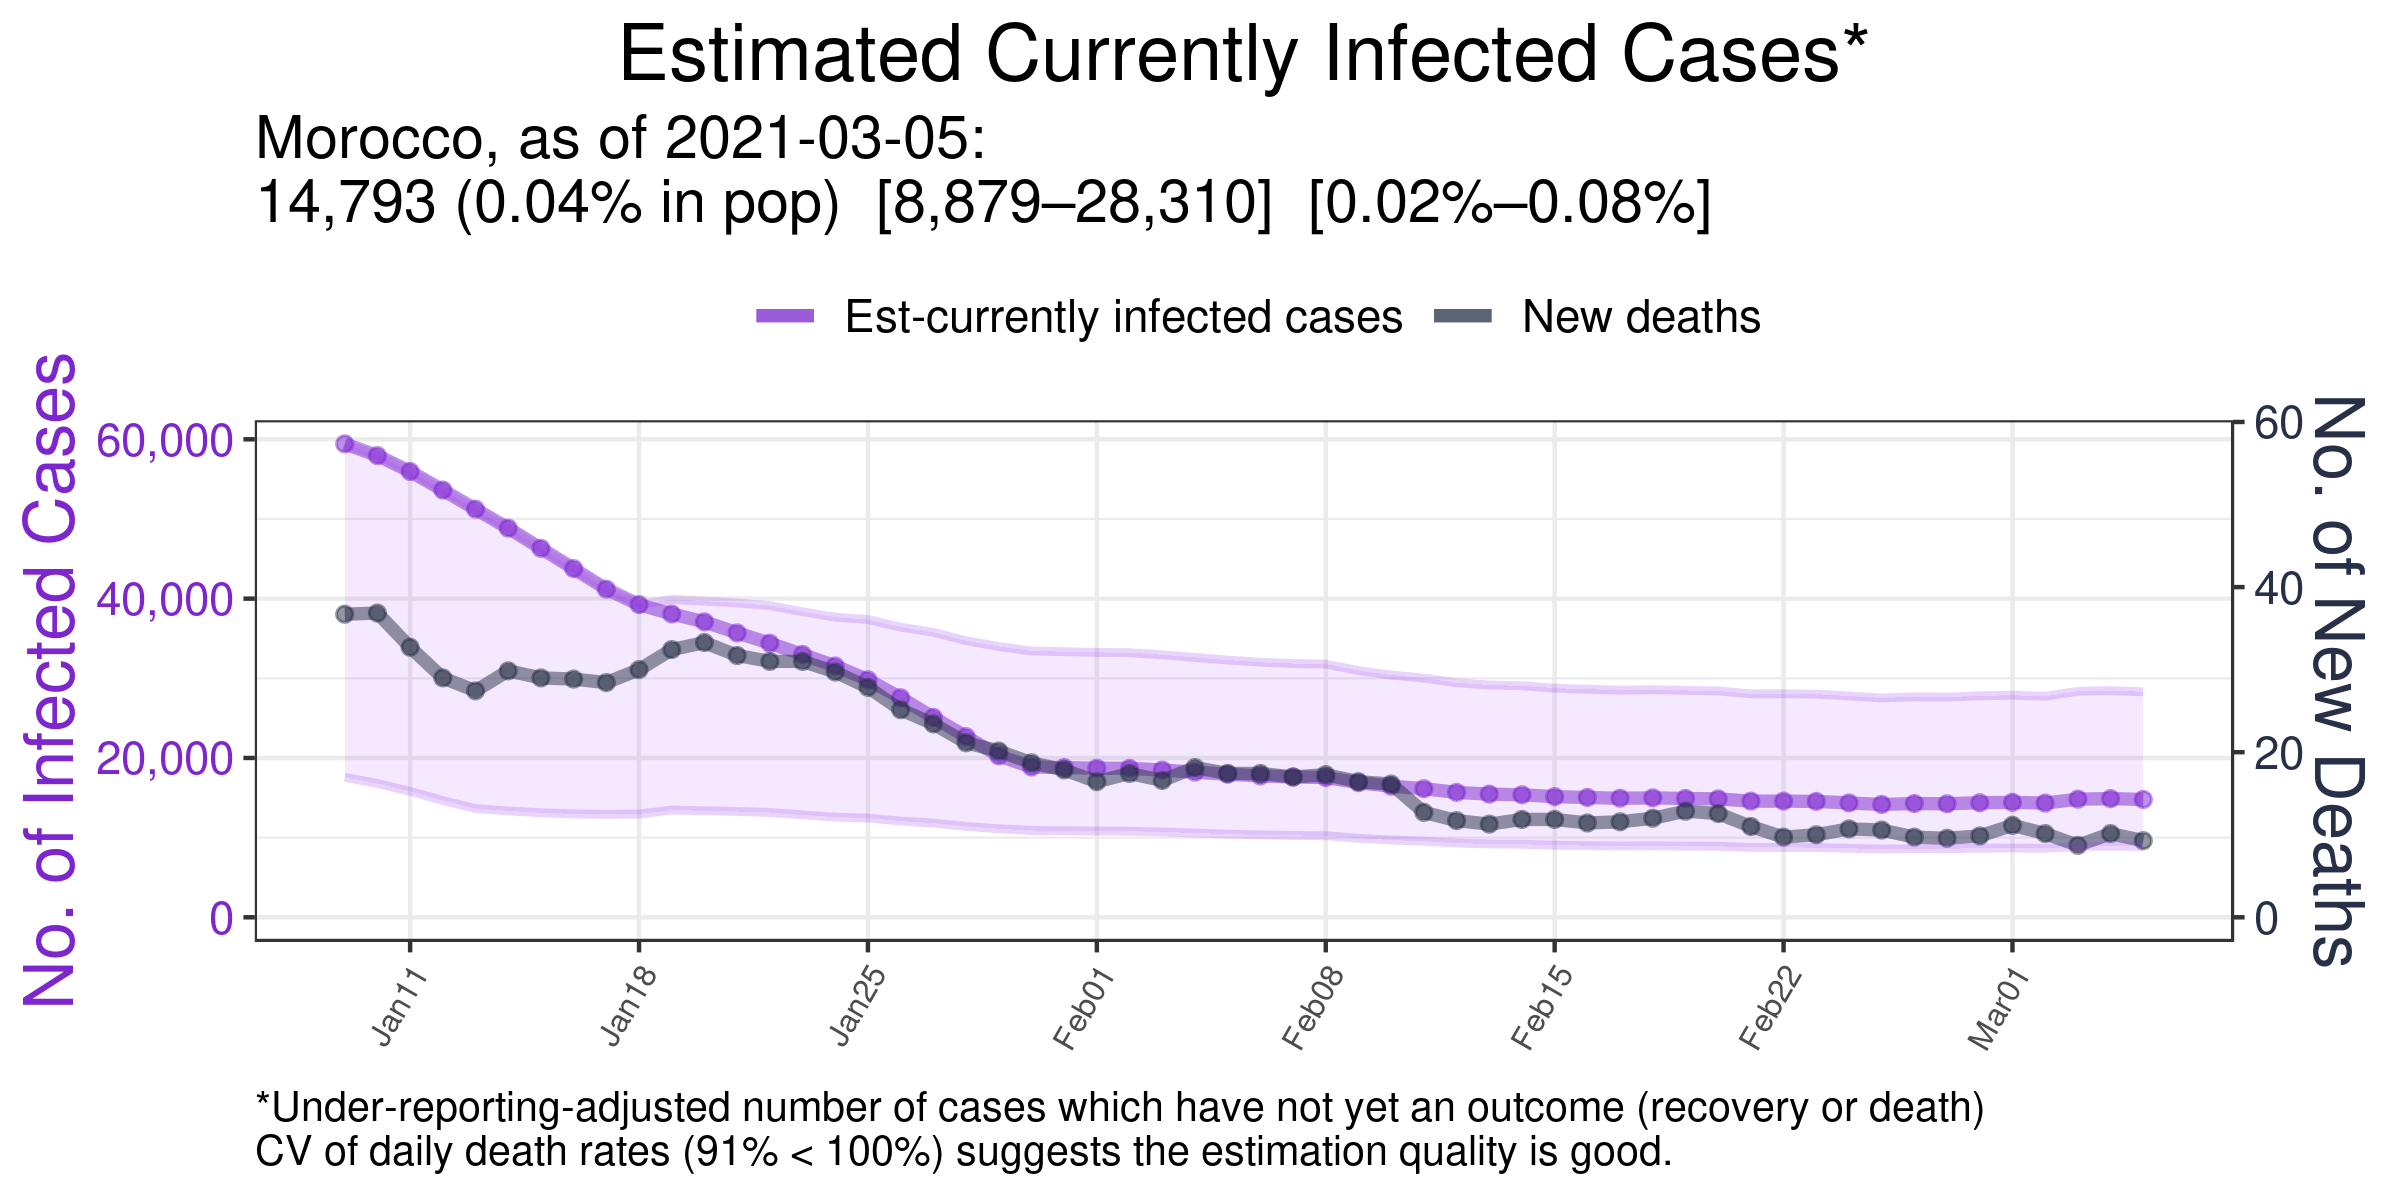 Estimated Currently Infected Cases*
Morocco, as of 2021-03-05:
14,793 (0.04% in pop)  [8,879–28,310]  [0.02%–0.08%]
Est-currently infected cases
New deaths
No. of Infected Cases
60,000
40,000
20,000
0
60
40
20
0
No. of New Deaths
Jan11
Jan18
Jan25
Feb01
Feb08
Feb15
Feb22
Mar01
*Under-reporting-adjusted number of cases which have not yet an outcome (recovery or death)
CV of daily death rates (91% < 100%) suggests the estimation quality is good.